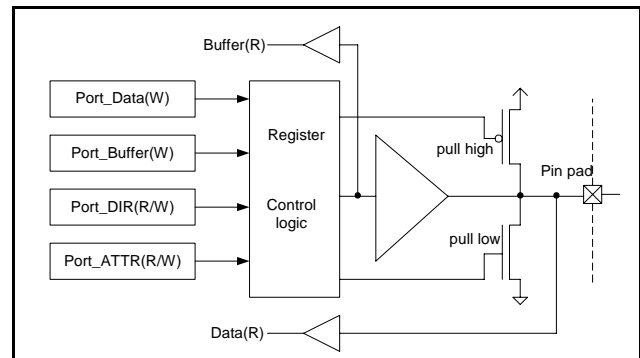 Buffer(R)
Port_Data(W)
Port_Buffer(W)
Port_DIR(R/W)
Port_ATTR(R/W)
Register
Control
logic
pull high
Pin pad
pull low
Data(R)